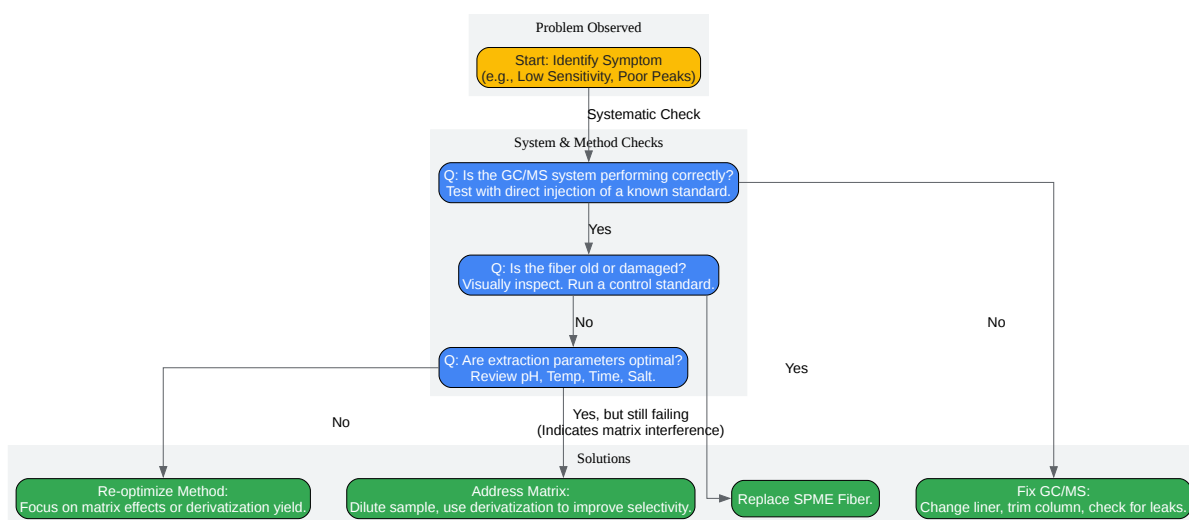 Problem Observed
Start: Identify Symptom
(e.g., Low Sensitivity, Poor Peaks)
Systematic Check
System & Method Checks
Q: Is the GC/MS system performing correctly?
Test with direct injection of a known standard.
Yes
Q: Is the fiber old or damaged?
Visually inspect. Run a control standard.
No
No
Q: Are extraction parameters optimal?
Review pH, Temp, Time, Salt.
Yes
No
Yes, but still failing
(Indicates matrix interference)
Solutions
Re-optimize Method:
Focus on matrix effects or derivatization yield.
Address Matrix:
Dilute sample, use derivatization to improve selectivity.
Replace SPME Fiber.
Fix GC/MS:
Change liner, trim column, check for leaks.